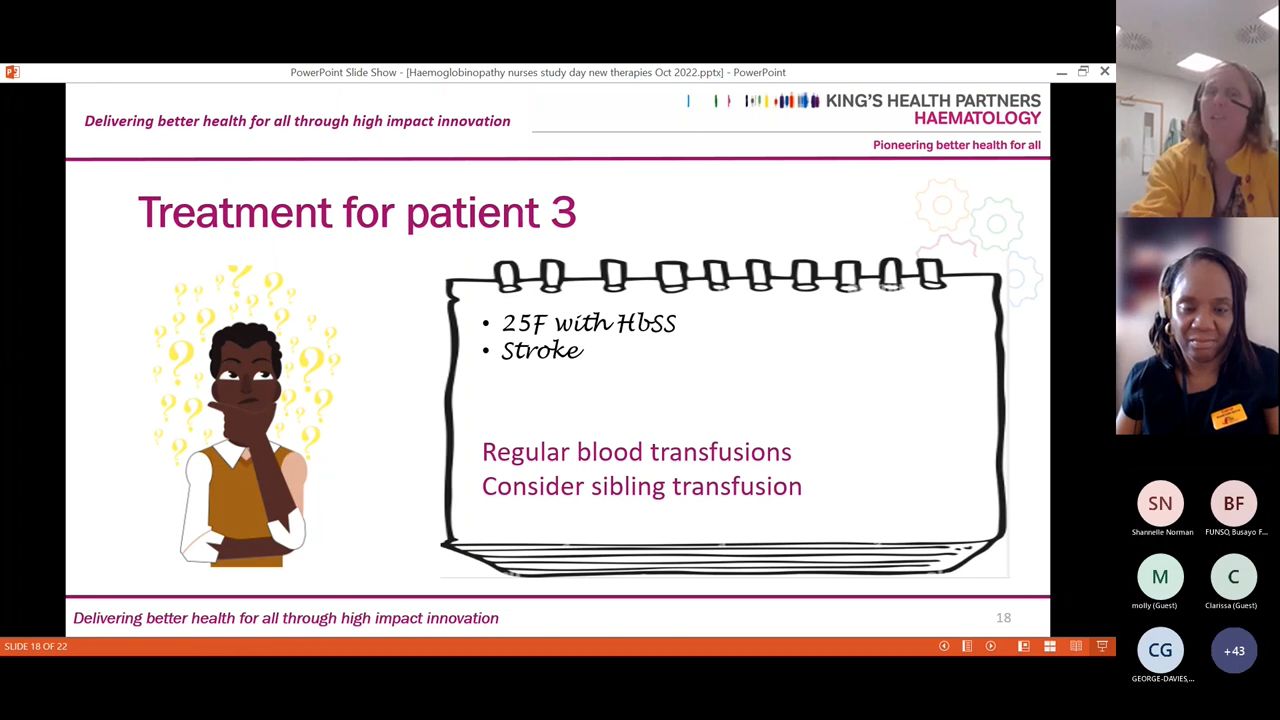 PowerPoint Slide Show - [Haemoglobinopathy nurses study day new therapies Oct 2022.pptx] - PowerPoint
Delivering better health for all through high impact innovation
KING'S HEALTH PARTNERS
HAEMATOLOGY
Pioneering better health for all
Treatment for patient 3
• 25F with HbSS
• Stroke
Regular blood transfusions
Consider sibling transfusion
Delivering better health for all through high impact innovation
18
SLIDE 18 OF 22
SN
Shannelle Norman
BF
FUNSO, Busayo F...
M
molly (Guest)
C
Clarissa (Guest)
CG
GEORGE-DAVIES,...
+43